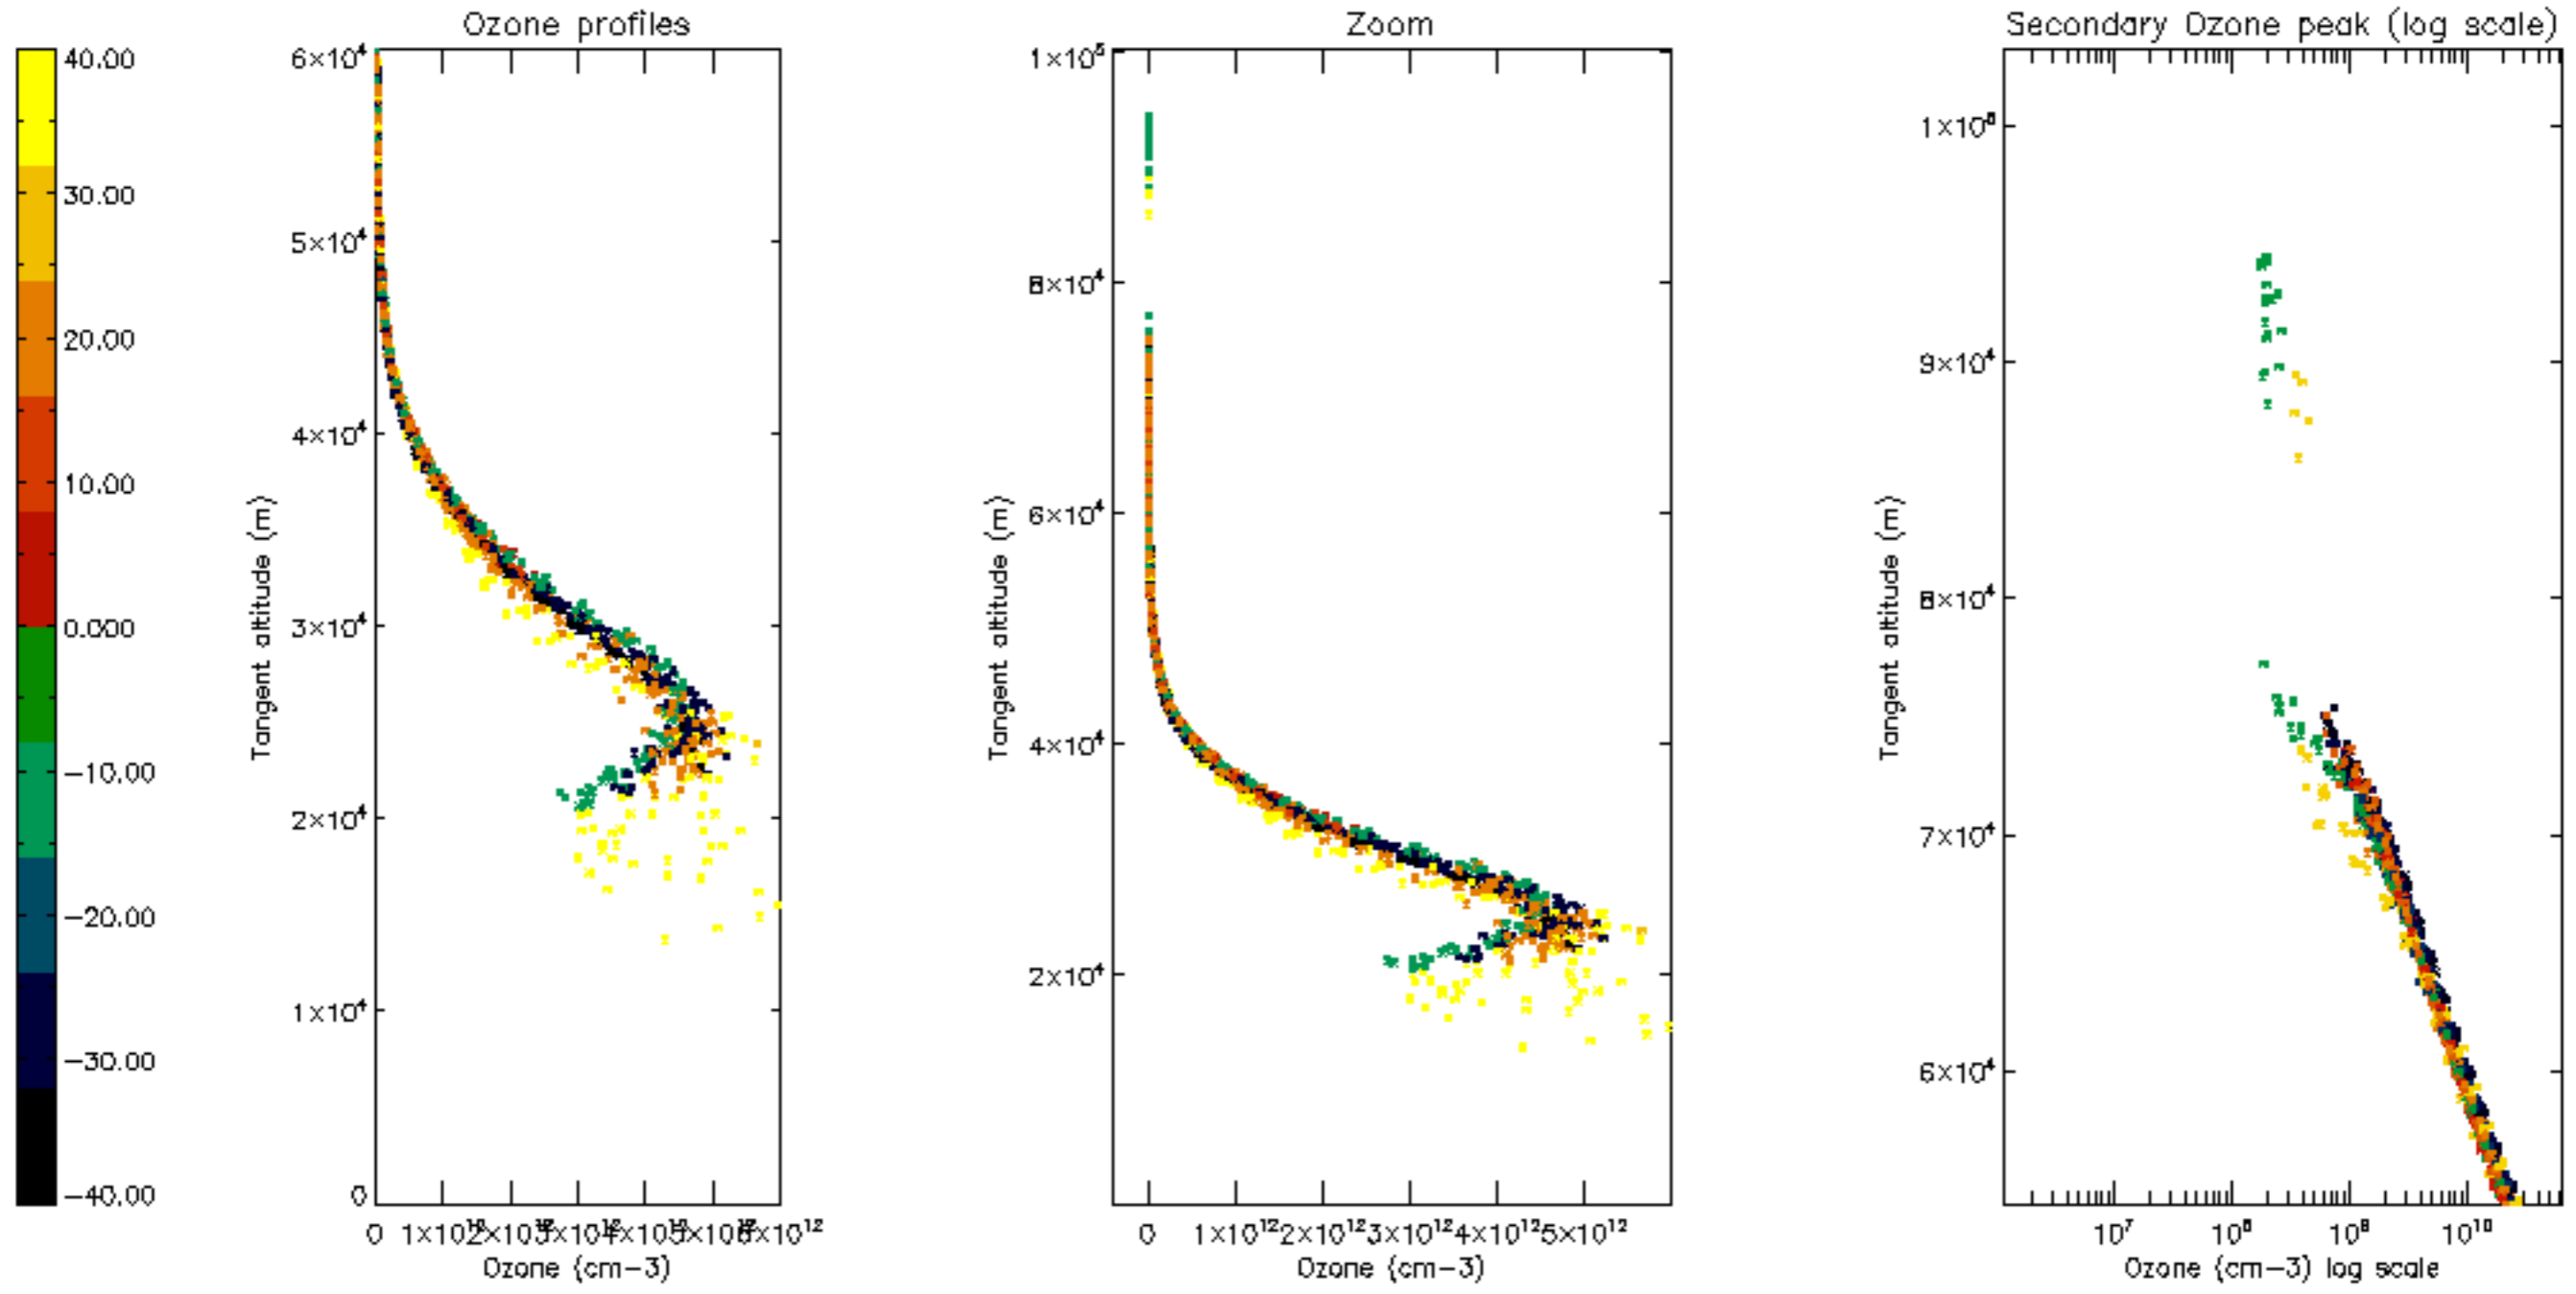 Ozone profiles
Zoom
Secondary Ozone peak (log scale)
40.00
30.00
20.00
10.00
0.000
−10.00
−20.00
−30.00
−40.00
6×10⁴
5×10⁴
4×10⁴
3×10⁴
2×10⁴
1×10⁴
0
Tangent altitude (m)
0
6×10¹²
Ozone (cm−3)
1×10⁵
8×10⁴
6×10⁴
4×10⁴
2×10⁴
Tangent altitude (m)
0 1×10¹² 2×10¹² 3×10¹² 4×10¹² 5×10¹²
Ozone (cm−3)
1×10⁵
9×10⁴
8×10⁴
7×10⁴
6×10⁴
Tangent altitude (m)
10⁷ 10⁸ 10⁹ 10¹⁰
Ozone (cm−3) log scale